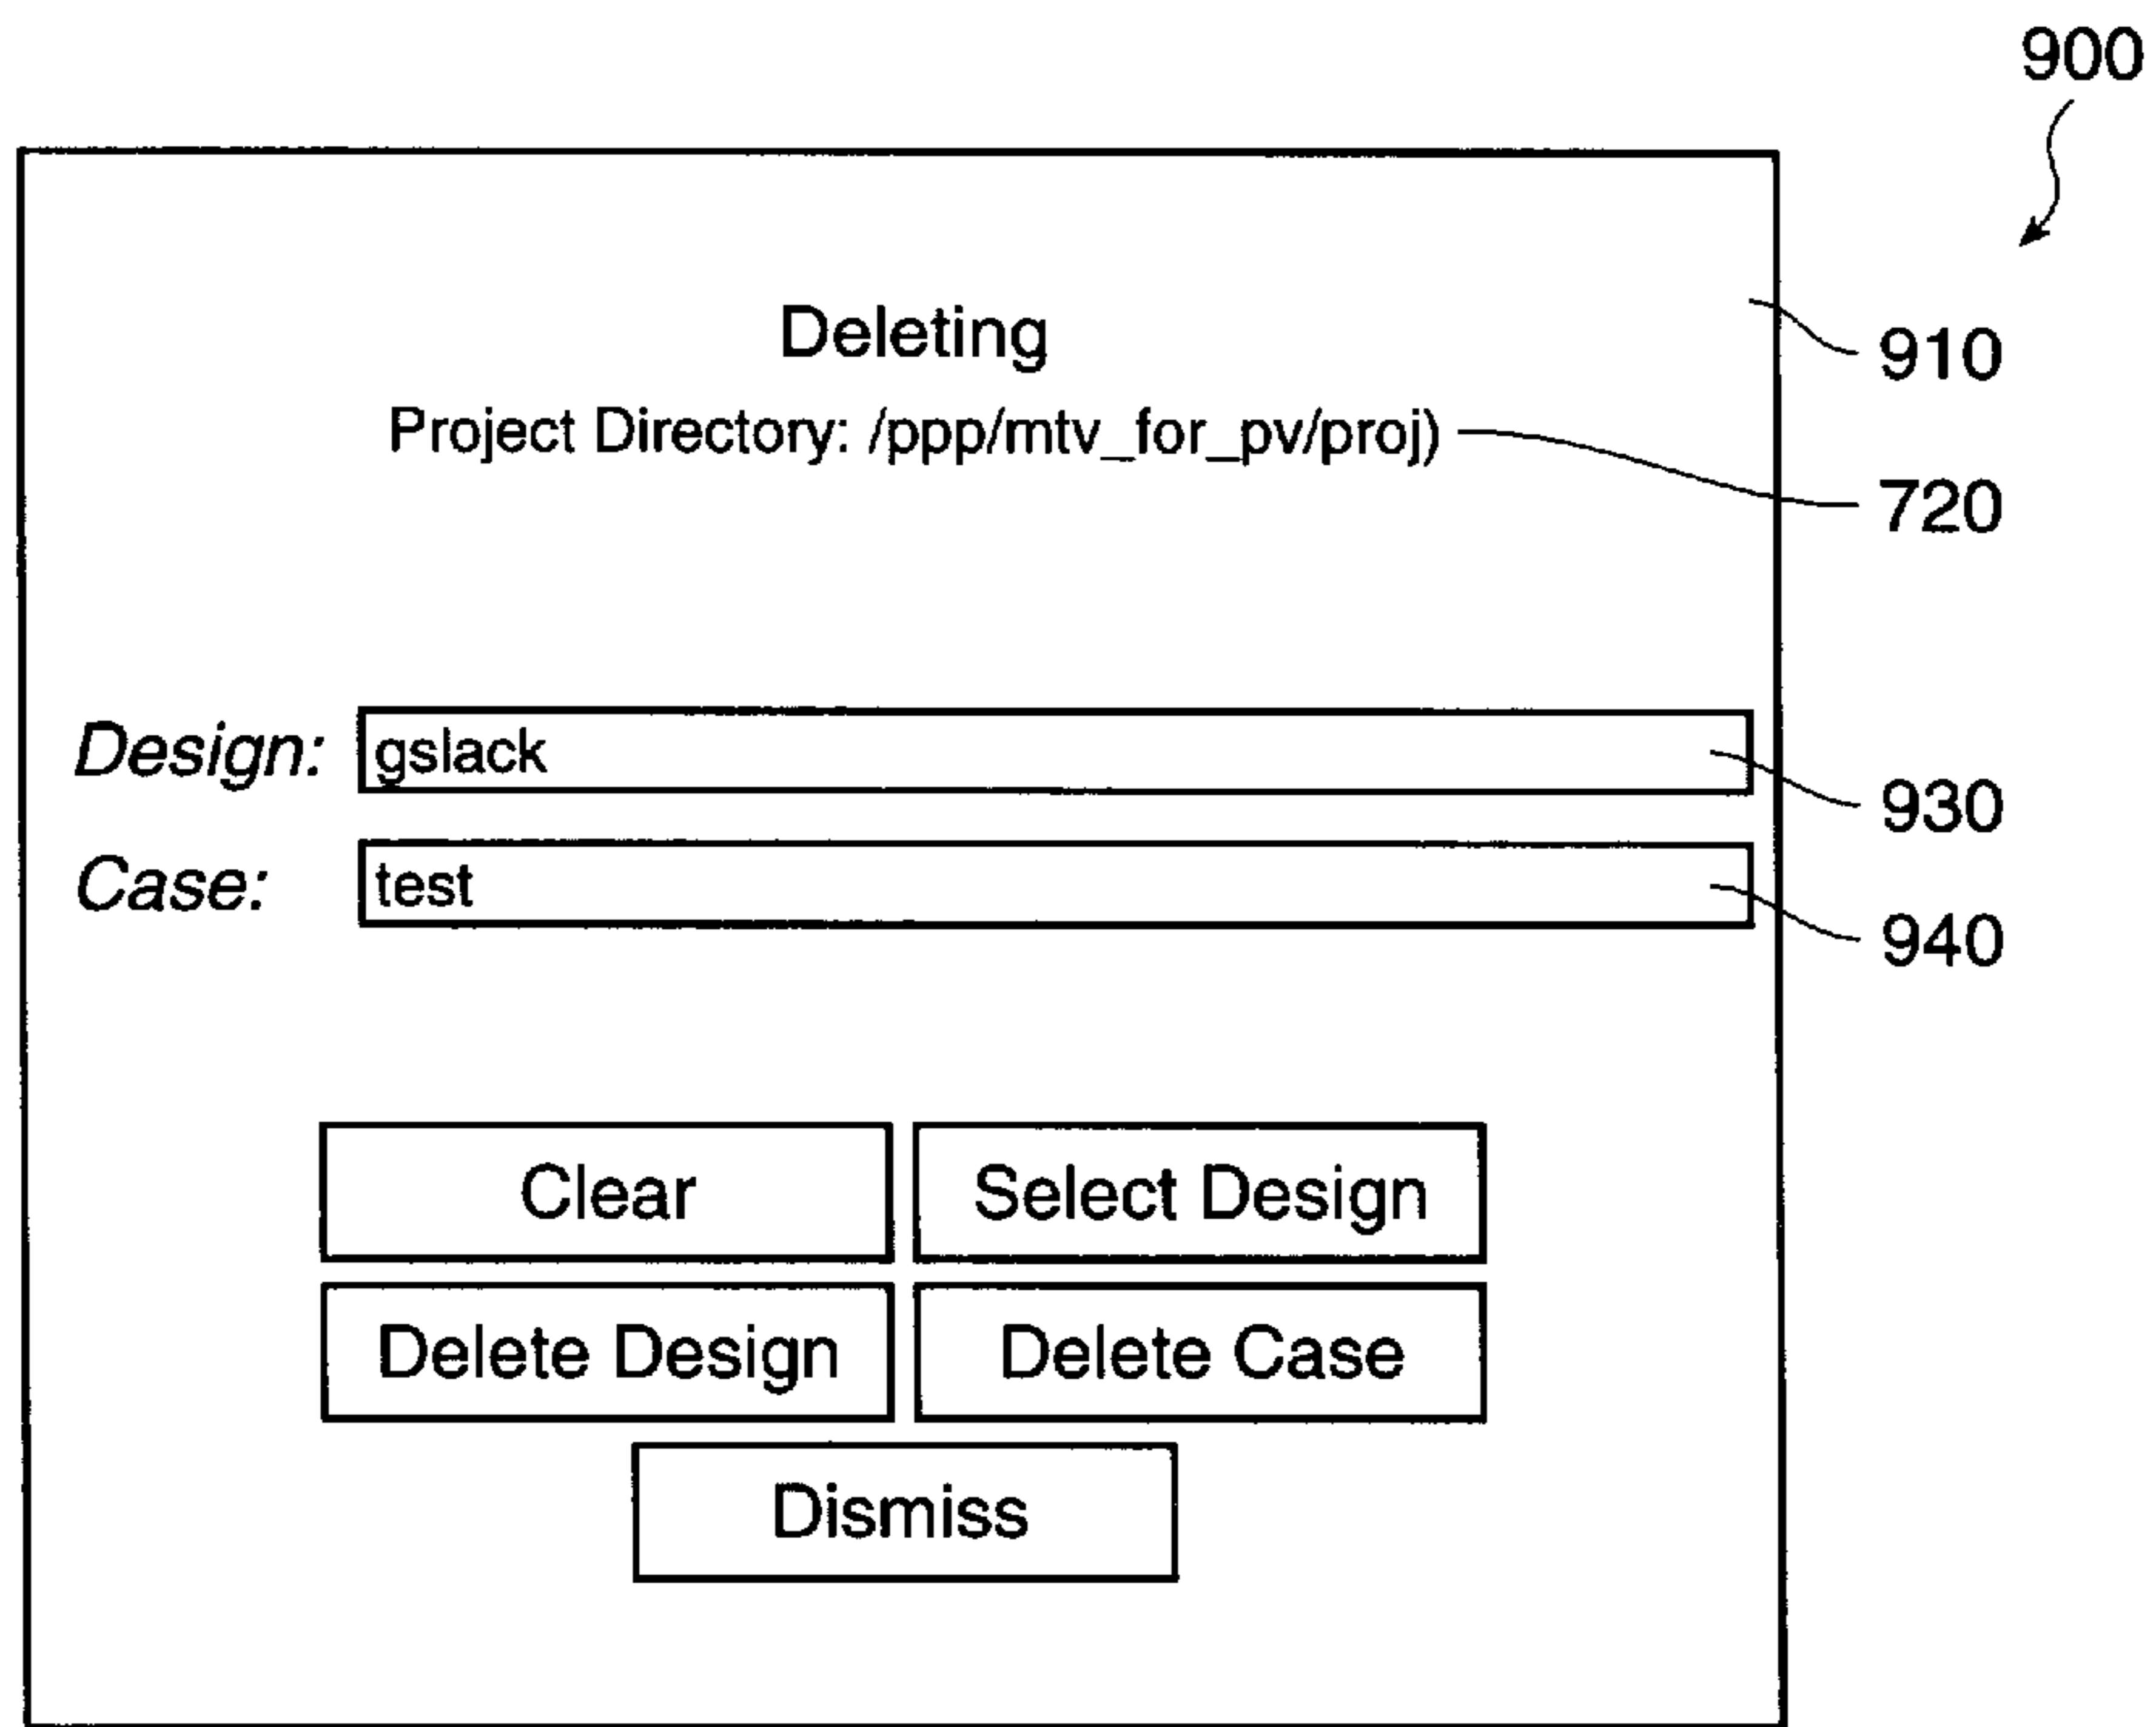 900
Deleting
910
Project Directory: /ppp/mtv_for_pv/proj)
720
Design: gslack
930
Case: test
940
Clear
Select Design
Delete Design
Delete Case
Dismiss